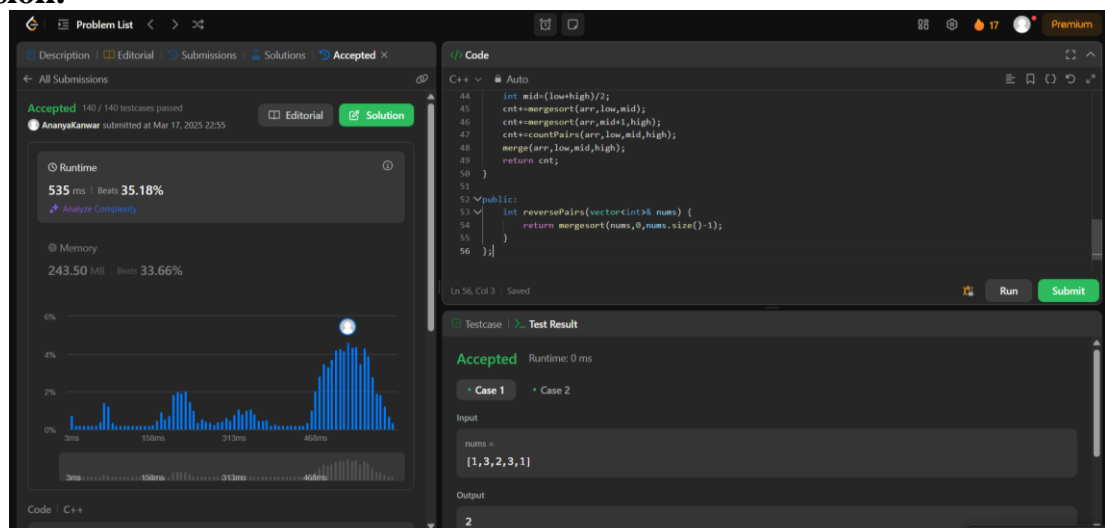 sion:
Problem List
17
Premium
Description | Editorial | Submissions | Solutions | Accepted ×
← All Submissions
Accepted 140 / 140 testcases passed
AnanyaKanwar submitted at Mar 17, 2025 22:55
Editorial
Solution
Runtime
535 ms | Beats 35.18%
Analyze Complexity
Memory
243.50 MB | Beats 33.66%
6%
4%
2%
0%
3ms 158ms 313ms 468ms
3ms 158ms 313ms 468ms
Code | C++
</> Code
C++ Auto
44 int mid=(low+high)/2;
45 cnt+=mergesort(arr,low,mid);
46 cnt+=mergesort(arr,mid+1,high);
47 cnt+=countPairs(arr,low,mid,high);
48 merge(arr,low,mid,high);
49 return cnt;
50 }
51
52 public:
53 int reversePairs(vector<int>& nums) {
54 return mergesort(nums,0,nums.size()-1);
55 }
56 };
Ln 56, Col 3 | Saved
Run
Submit
Testcase | >_ Test Result
Accepted Runtime: 0 ms
• Case 1 • Case 2
Input
nums =
[1,3,2,3,1]
Output
2